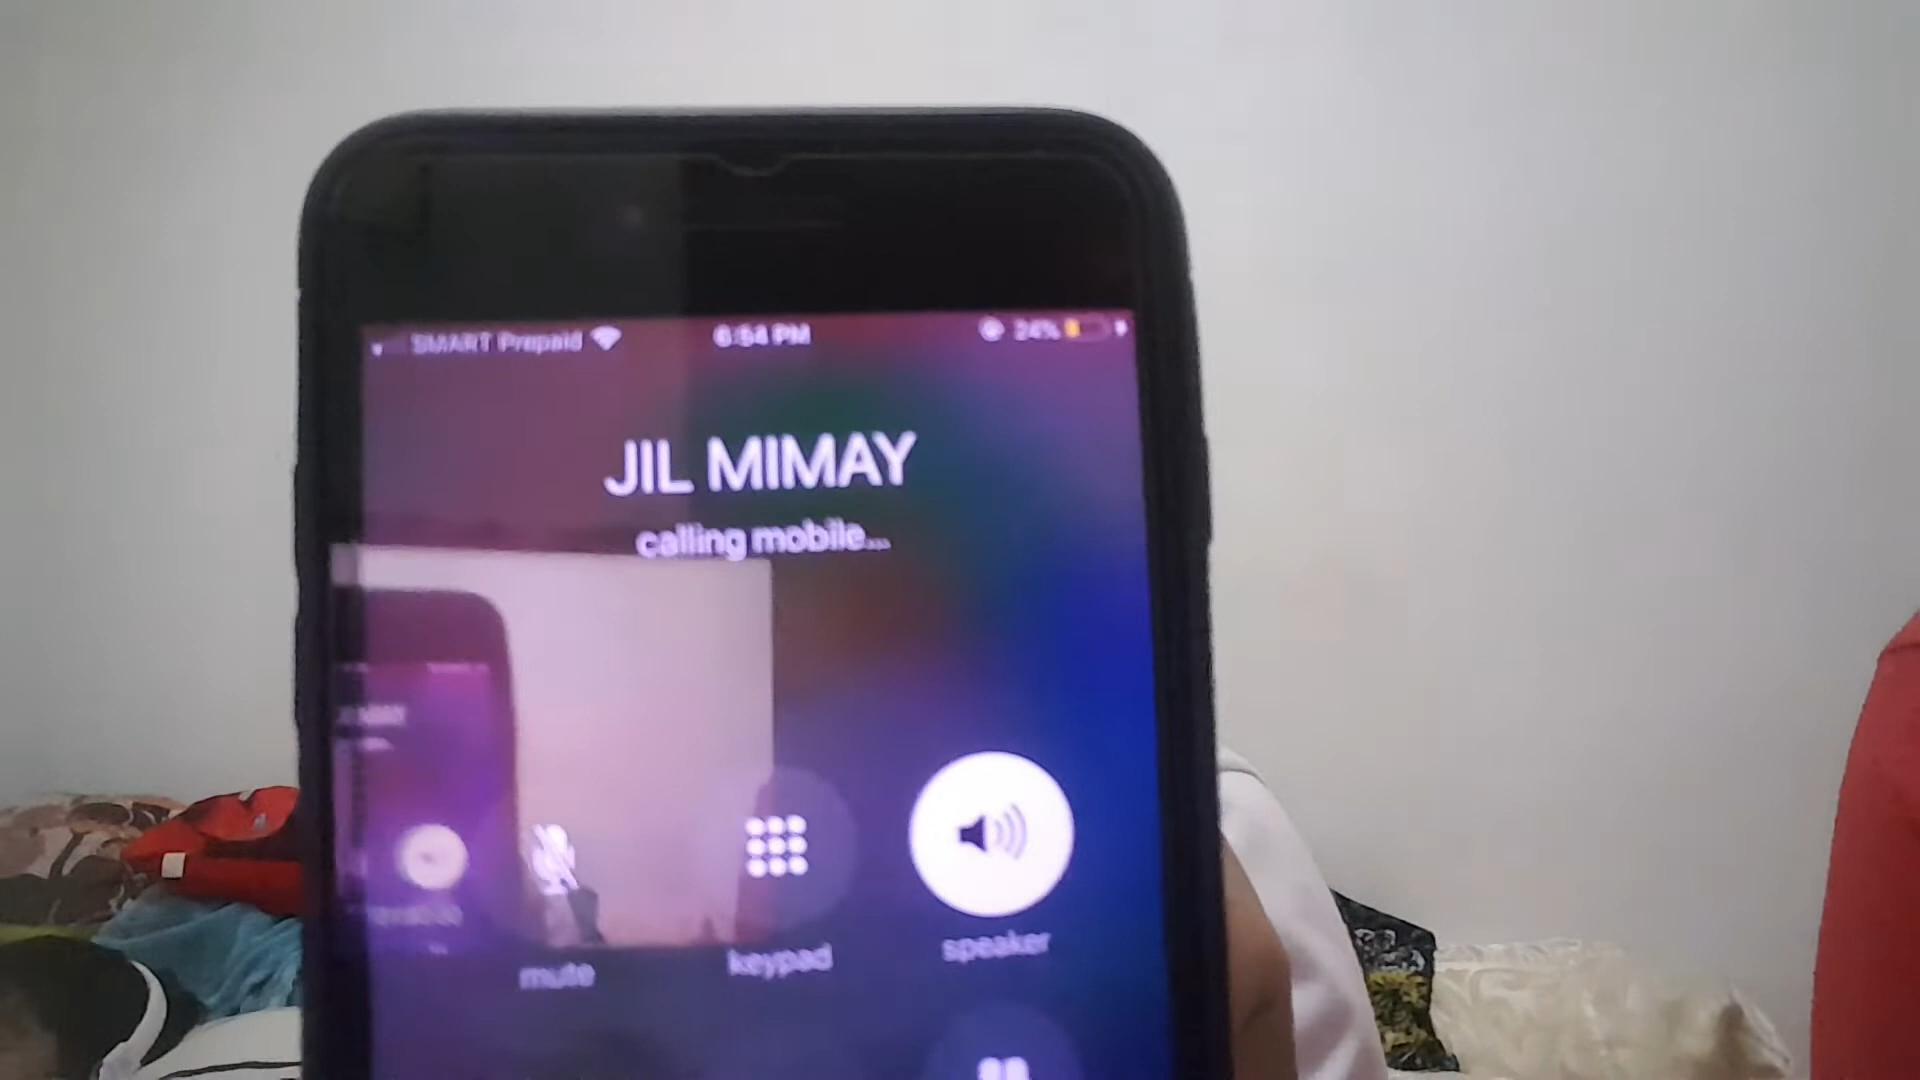 SMART Prepaid 6:54 PM 24%
JIL MIMAY
calling mobile...
mute keypad speaker